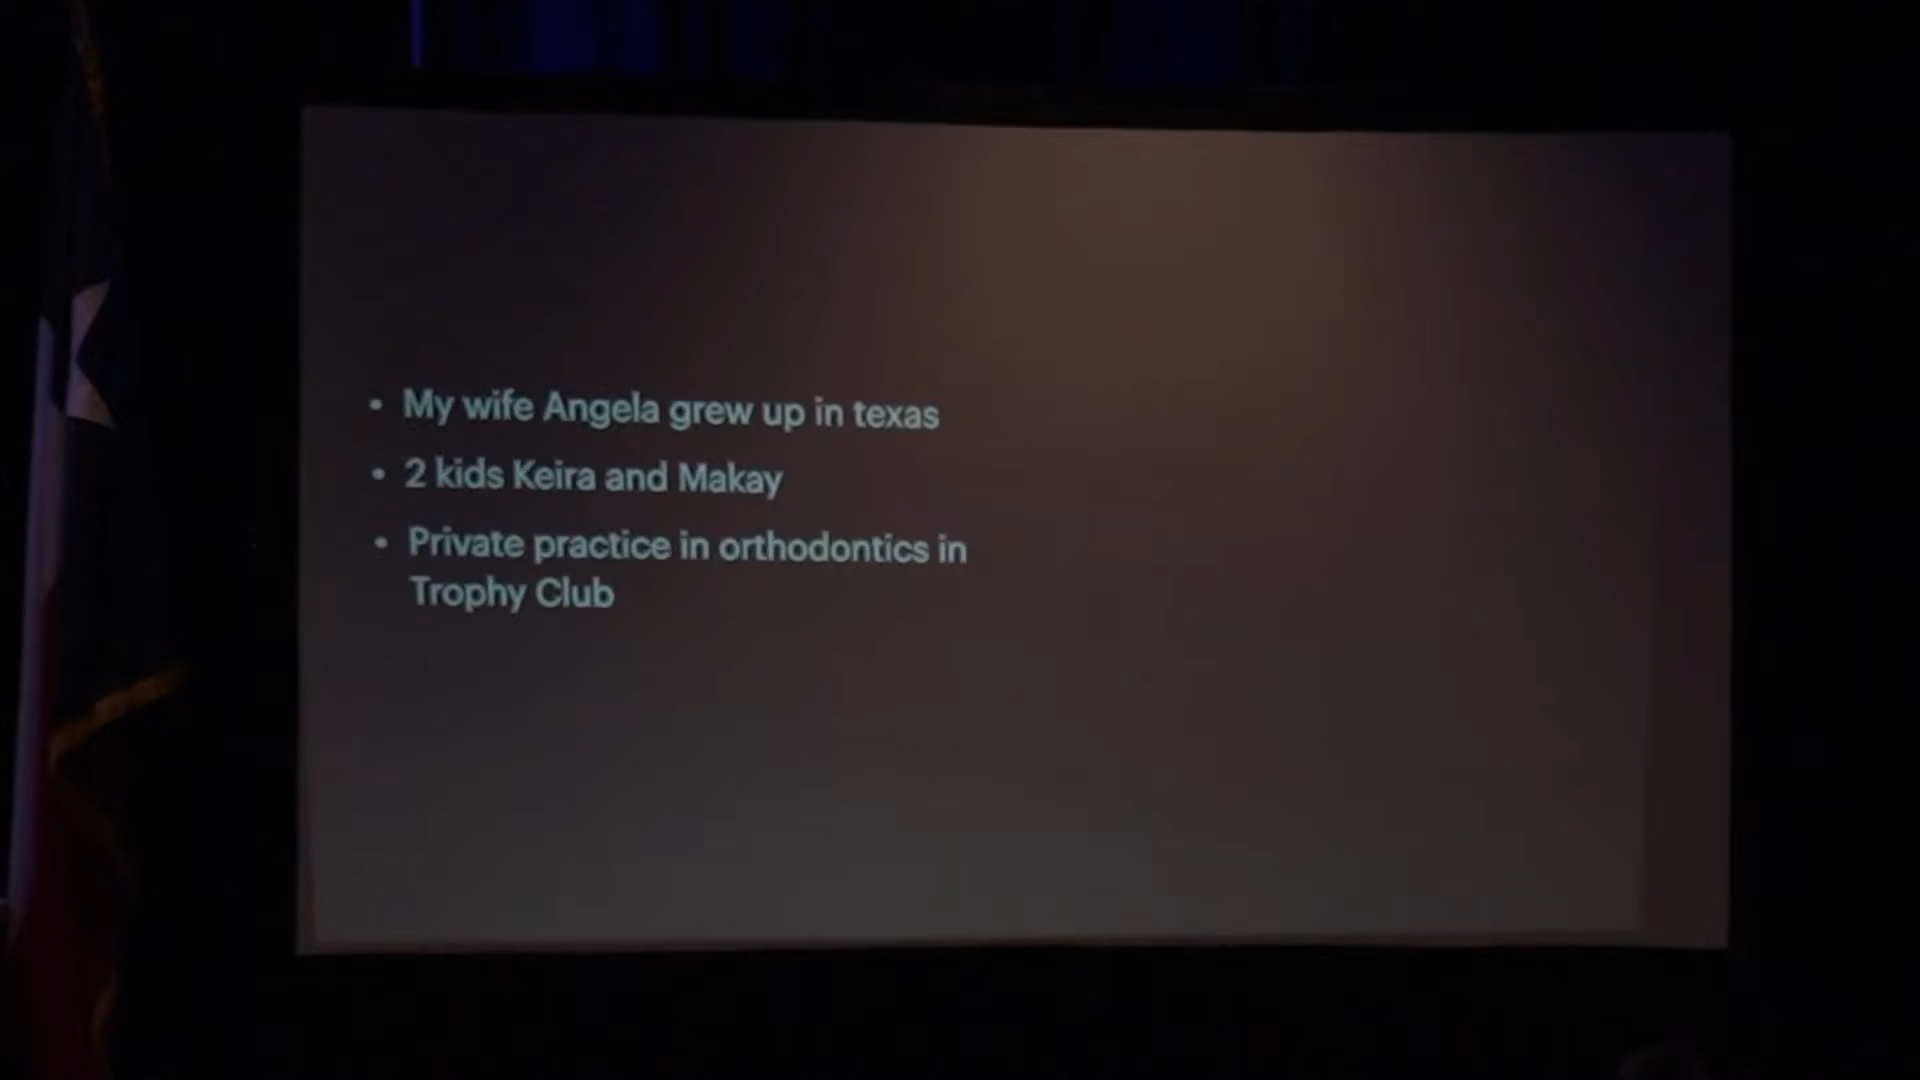 • My wife Angela grew up in texas
• 2 kids Keira and Makay
• Private practice in orthodontics in
Trophy Club